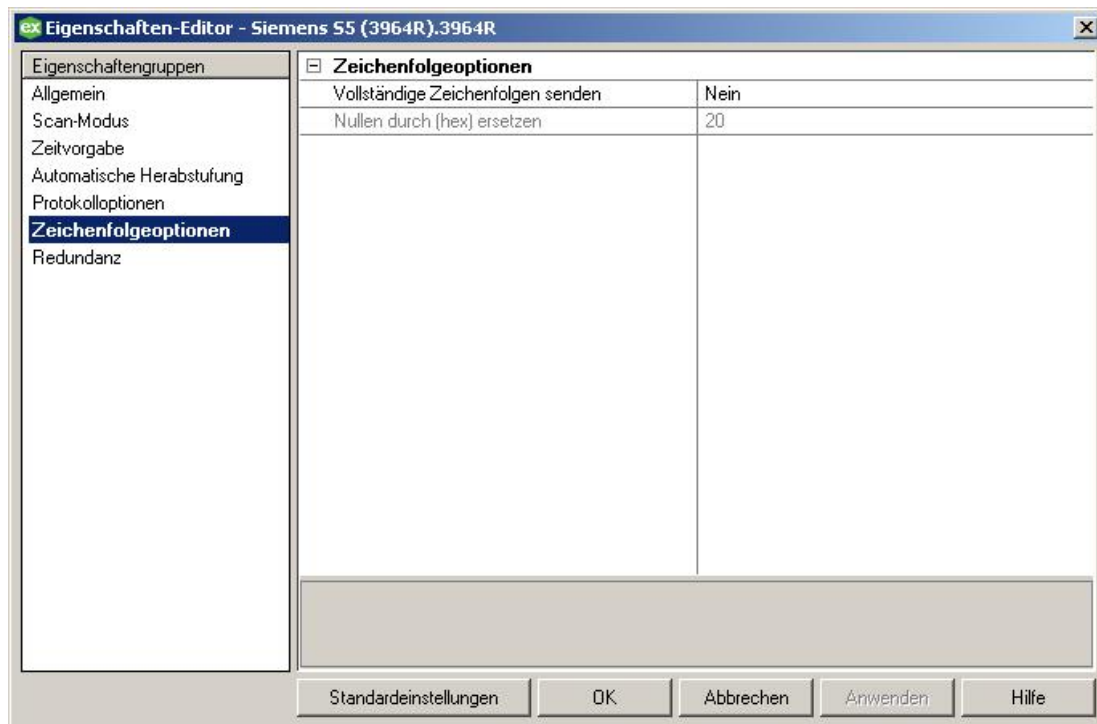 ex Eigenschaften-Editor - Siemens S5 (3964R).3964R
Eigenschaftengruppen
Allgemein
Scan-Modus
Zeitvorgabe
Automatische Herabstufung
Protokolloptionen
Zeichenfolgeoptionen
Redundanz
Zeichenfolgeoptionen
Vollständige Zeichenfolgen senden Nein
Nullen durch (hex) ersetzen 20
Standardeinstellungen OK Abbrechen Anwenden Hilfe